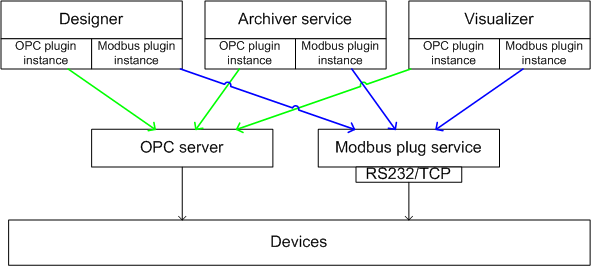 Designer
Archiver service
Visualizer
OPC plugin
instance
Modbus plugin
instance
OPC plugin
instance
Modbus plugin
instance
OPC plugin
instance
Modbus plugin
instance
OPC server
Modbus plug service
RS232/TCP
Devices